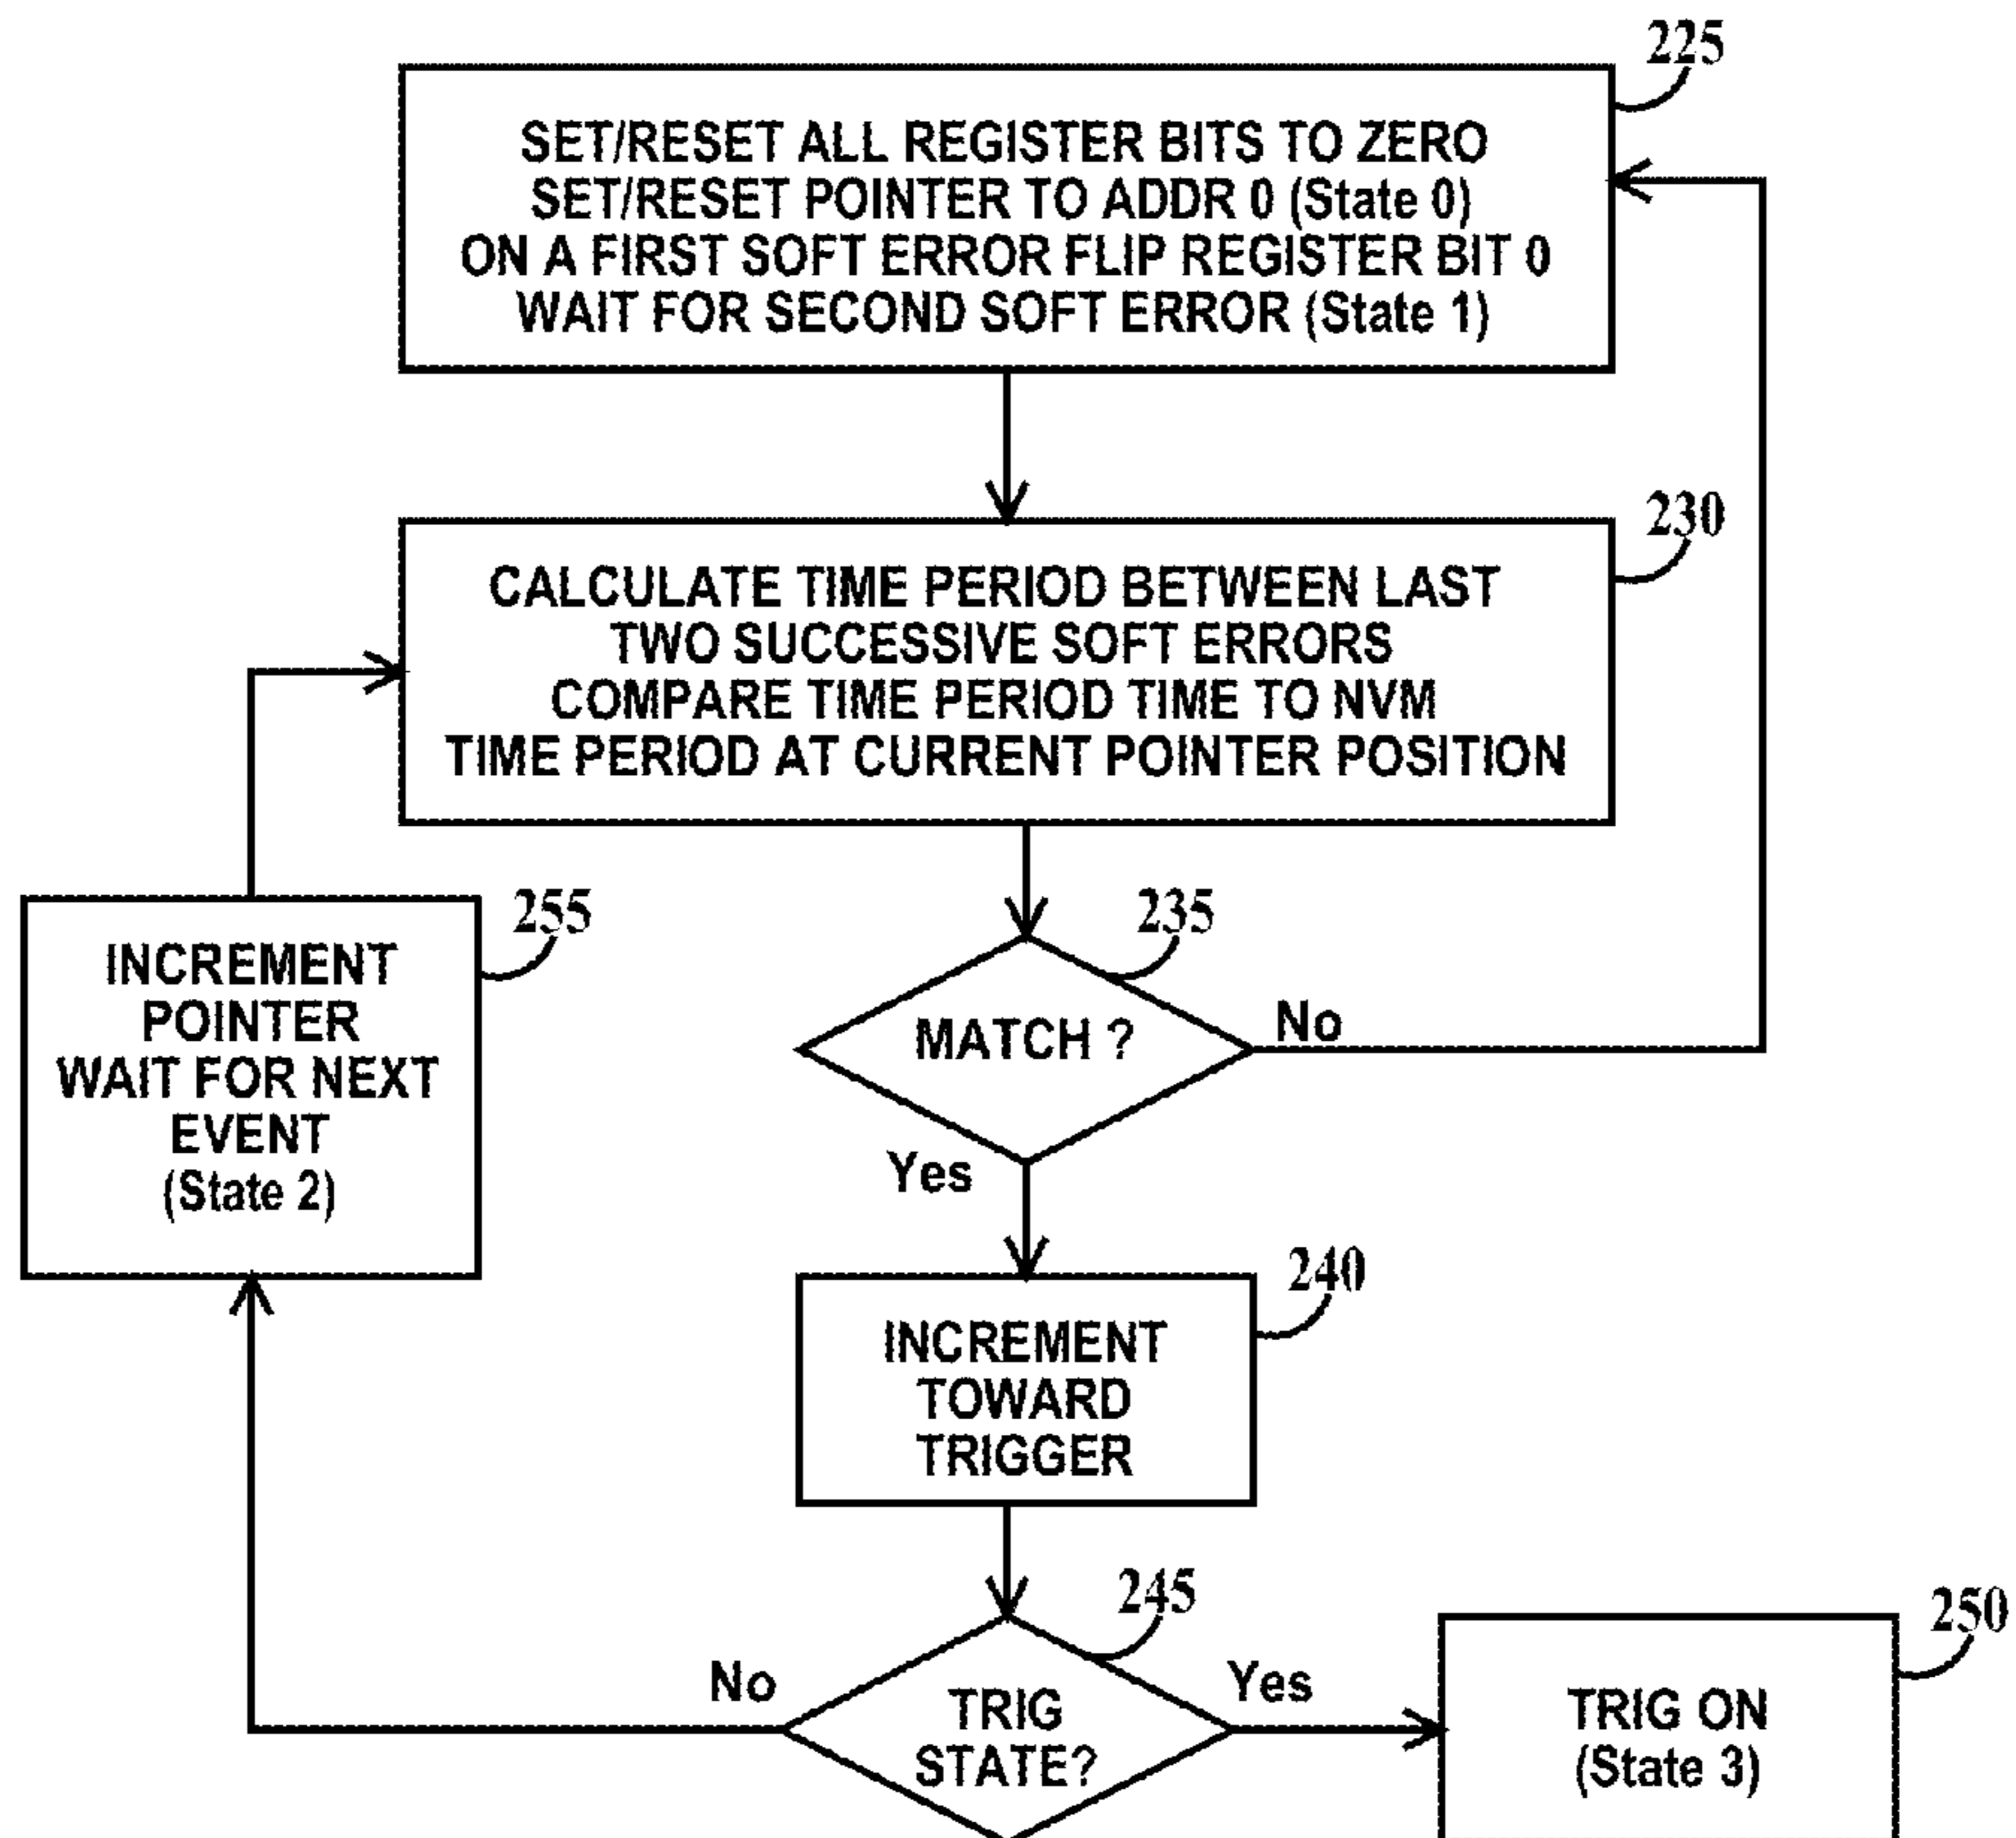 225
SET/RESET ALL REGISTER BITS TO ZERO
SET/RESET POINTER TO ADDR 0 (State 0)
ON A FIRST SOFT ERROR FLIP REGISTER BIT 0
WAIT FOR SECOND SOFT ERROR (State 1)
230
CALCULATE TIME PERIOD BETWEEN LAST
TWO SUCCESSIVE SOFT ERRORS
COMPARE TIME PERIOD TIME TO NVM
TIME PERIOD AT CURRENT POINTER POSITION
255
INCREMENT
POINTER
WAIT FOR NEXT
EVENT
(State 2)
235
MATCH ?
No
Yes
240
INCREMENT
TOWARD
TRIGGER
245
No
TRIG
STATE?
Yes
250
TRIG ON
(State 3)